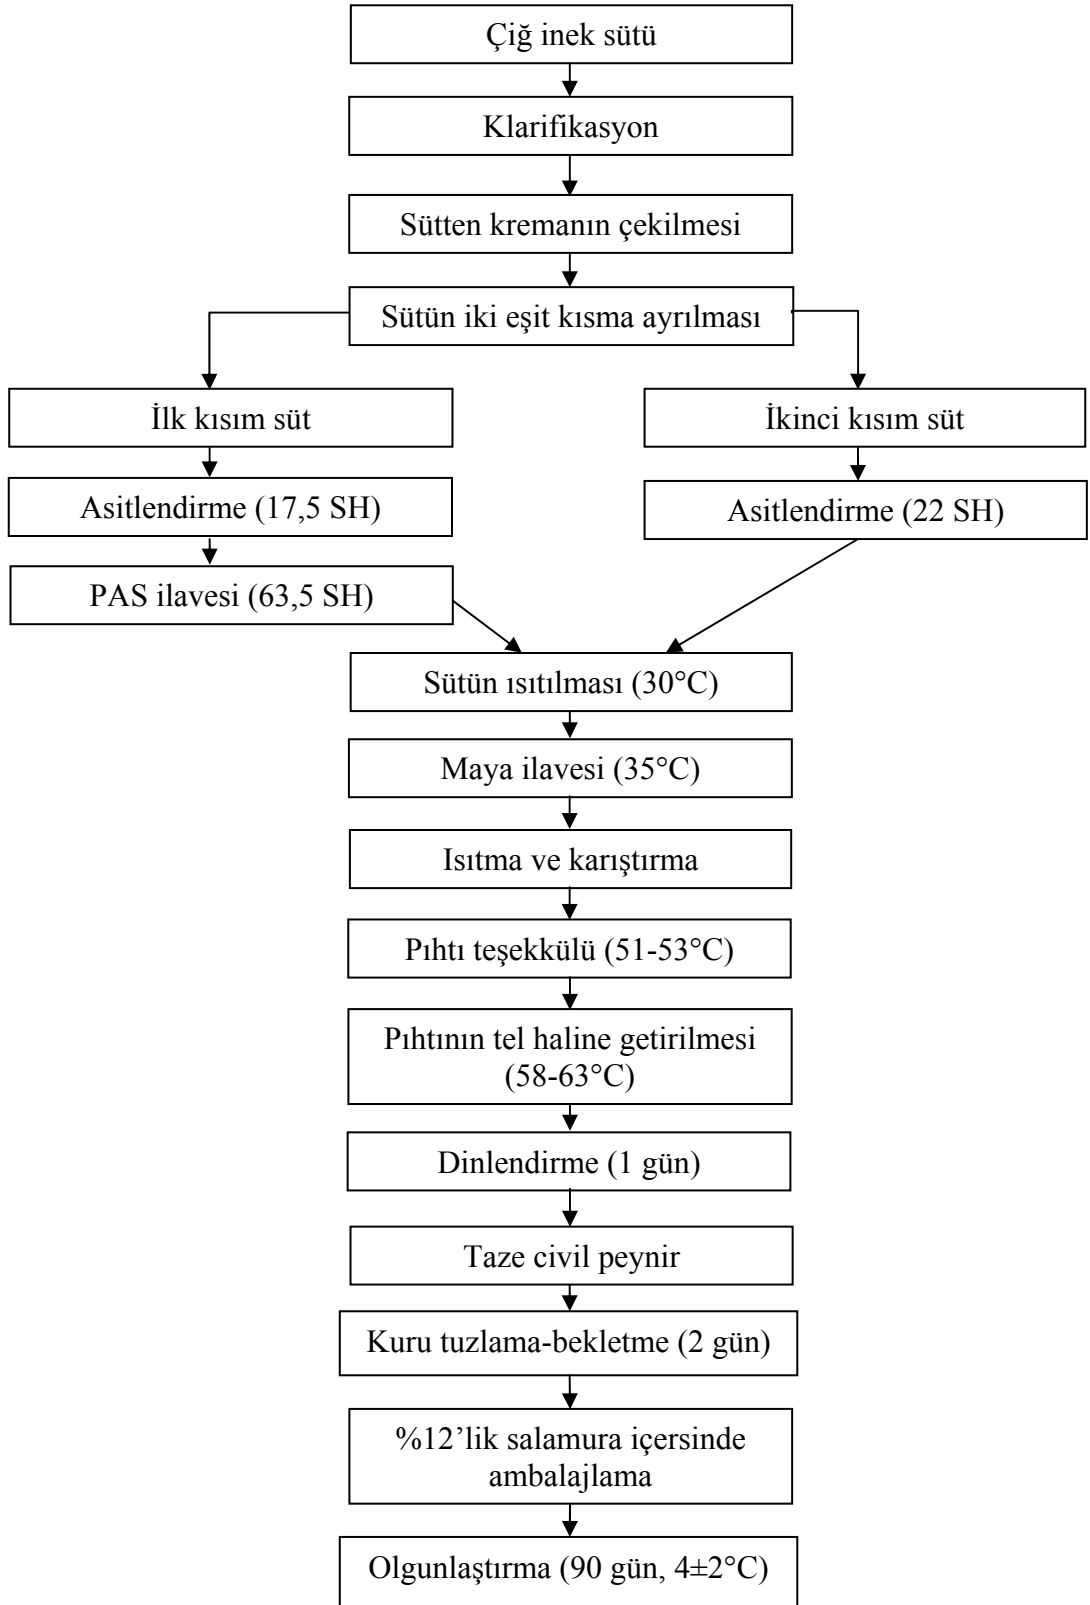 Çiğ inek sütü
Klarifikasyon
Sütten kremanın çekilmesi
Sütün iki eşit kısma ayrılması
İlk kısım süt
İkinci kısım süt
Asitlendirme (17,5 SH)
Asitlendirme (22 SH)
PAS ilavesi (63,5 SH)
Sütün ısıtılması (30°C)
Maya ilavesi (35°C)
Isıtma ve karıştırma
Pıhtı teşekkülü (51-53°C)
Pıhtının tel haline getirilmesi
(58-63°C)
Dinlendirme (1 gün)
Taze civil peynir
Kuru tuzlama-bekletme (2 gün)
%12’lik salamura içersinde
ambalajlama
Olgunlaştırma (90 gün, 4±2°C)